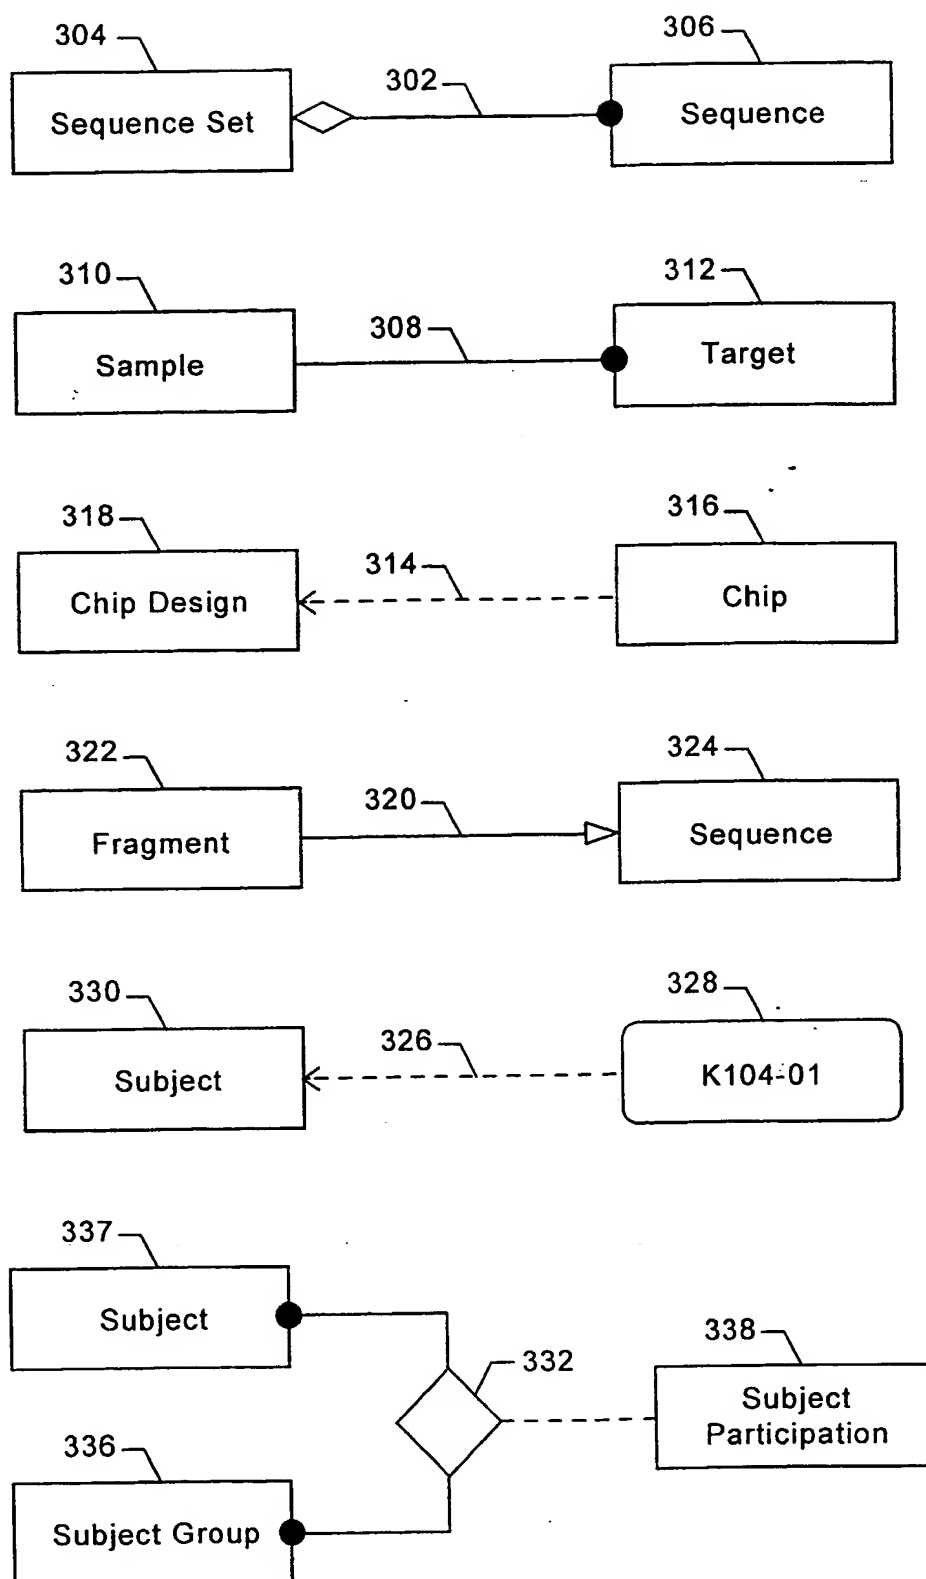 304
306
302
Sequence Set
Sequence
310
312
308
Sample
Target
318
316
314
Chip Design
Chip
322
324
320
Fragment
Sequence
330
328
326
Subject
K104-01
337
Subject
338
332
Subject
Participation
336
Subject Group